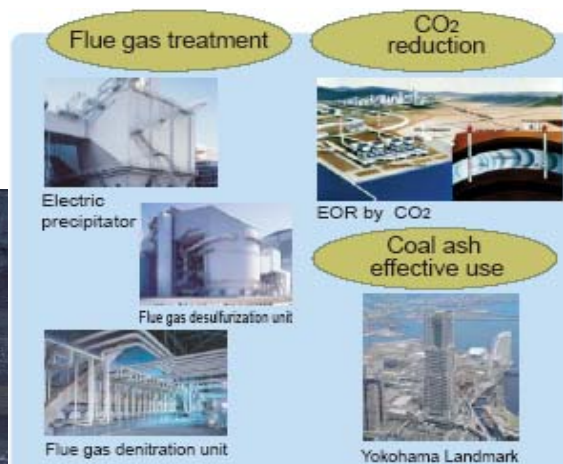 Flue gas treatment
Electric
precipitator
Flue gas desulfurization unit
Flue gas denitration unit
CO2
reduction
EOR by CO2
Coal ash
effective use
Yokohama Landmark